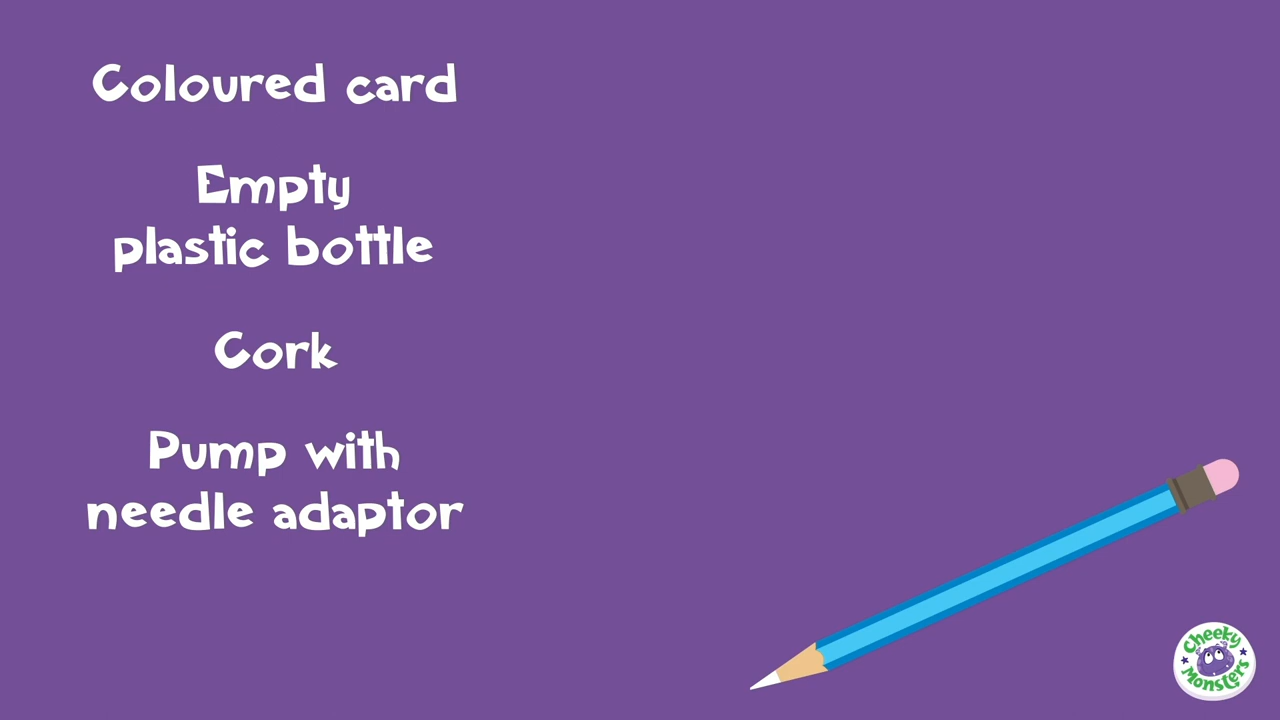 Coloured card
Empty
plastic bottle
Cork
Pump with
needle adaptor
Cheeky
Monsters